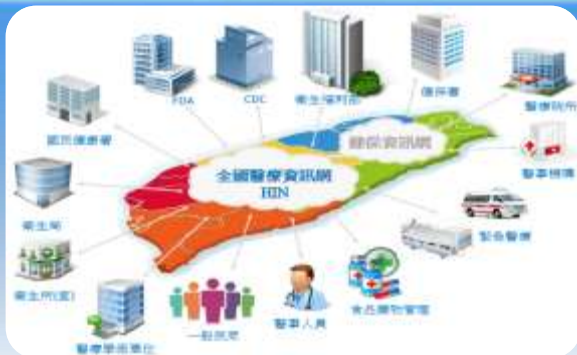 FDA
CDC
衛生福利部
健保署
醫療院所
國民健康署
健保資訊網
醫事機構
全國醫療資訊網
HIN
衛生局
緊急醫療
衛生所(室)
醫療學術單位
一般民眾
醫事人員
食品藥物管理